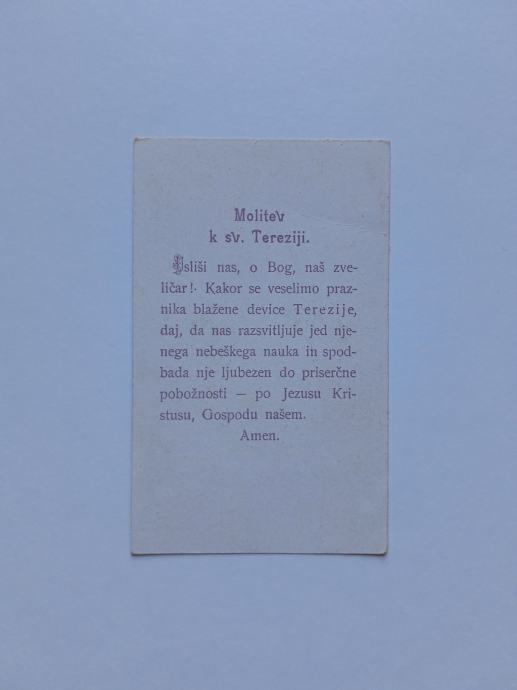 Molitev
k sv. Tereziji.
Usliši nas, o Bog, naš zve-
ličar! Kakor se veselimo praz-
nika blažene device Terezije,
daj, da nas razsvitljuje jed nje-
nega nebeškega nauka in spod-
bada nje ljubezen do priserčne
pobožnosti — po Jezusu Kri-
stusu, Gospodu našem.
Amen.